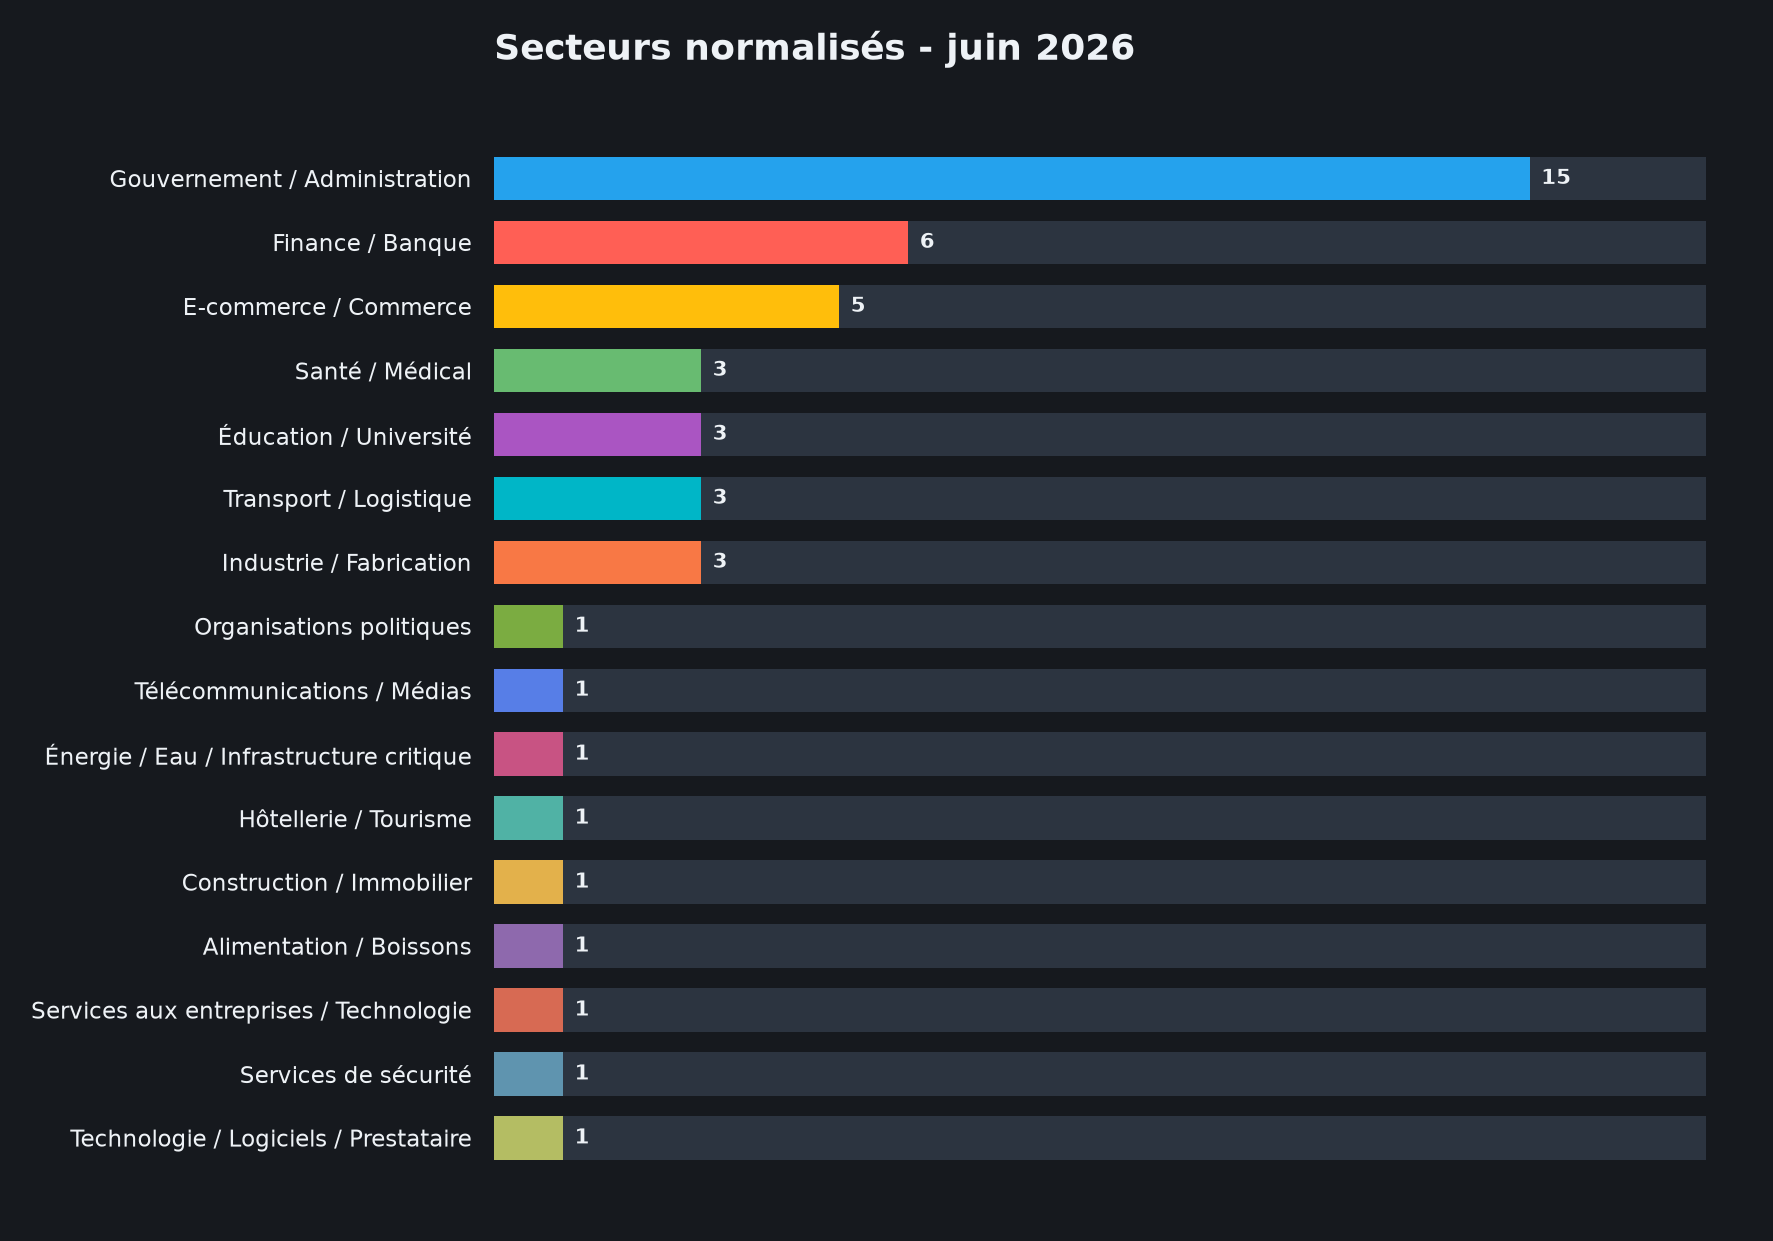 Secteurs normalisés - juin 2026
Gouvernement / Administration 15
Finance / Banque 6
E-commerce / Commerce 5
Santé / Médical 3
Éducation / Université 3
Transport / Logistique 3
Industrie / Fabrication 3
Organisations politiques 1
Télécommunications / Médias 1
Énergie / Eau / Infrastructure critique 1
Hôtellerie / Tourisme 1
Construction / Immobilier 1
Alimentation / Boissons 1
Services aux entreprises / Technologie 1
Services de sécurité 1
Technologie / Logiciels / Prestataire 1